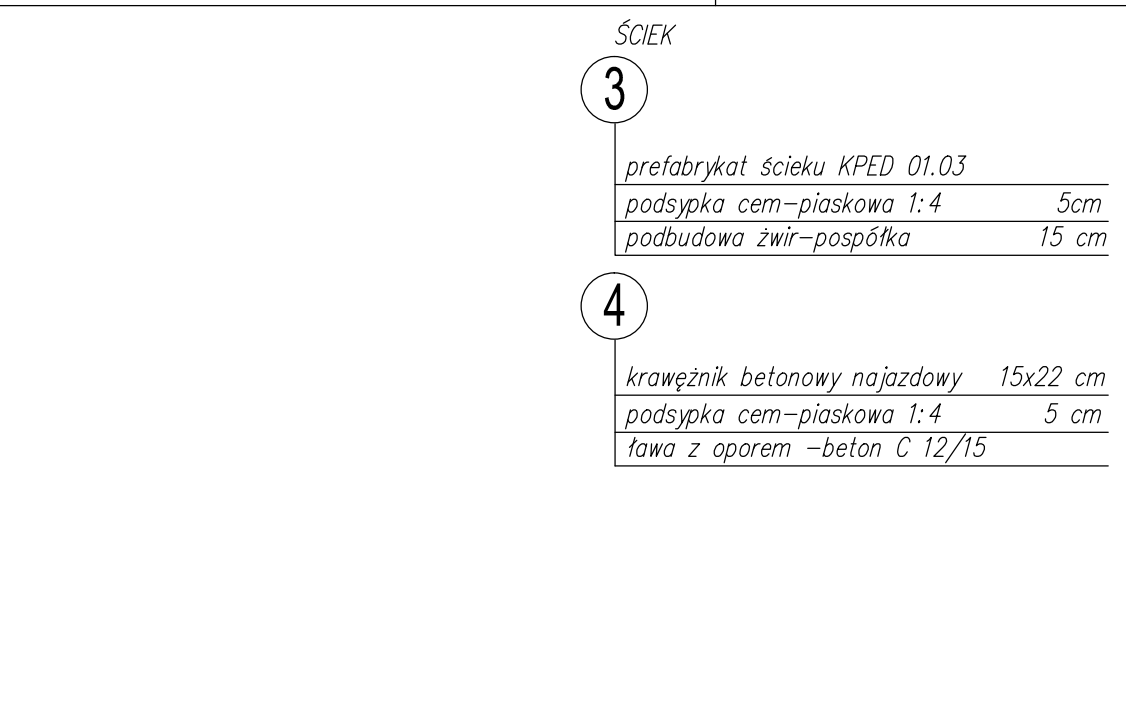 ŚCIEK
3
prefabrykat ścieku KPED 01.03
podsypka cem-piaskowa 1:4 5cm
podbudowa żwir-pospółka 15 cm
4
krawężnik betonowy najazdowy 15x22 cm
podsypka cem-piaskowa 1:4 5 cm
ława z oporem -beton C 12/15